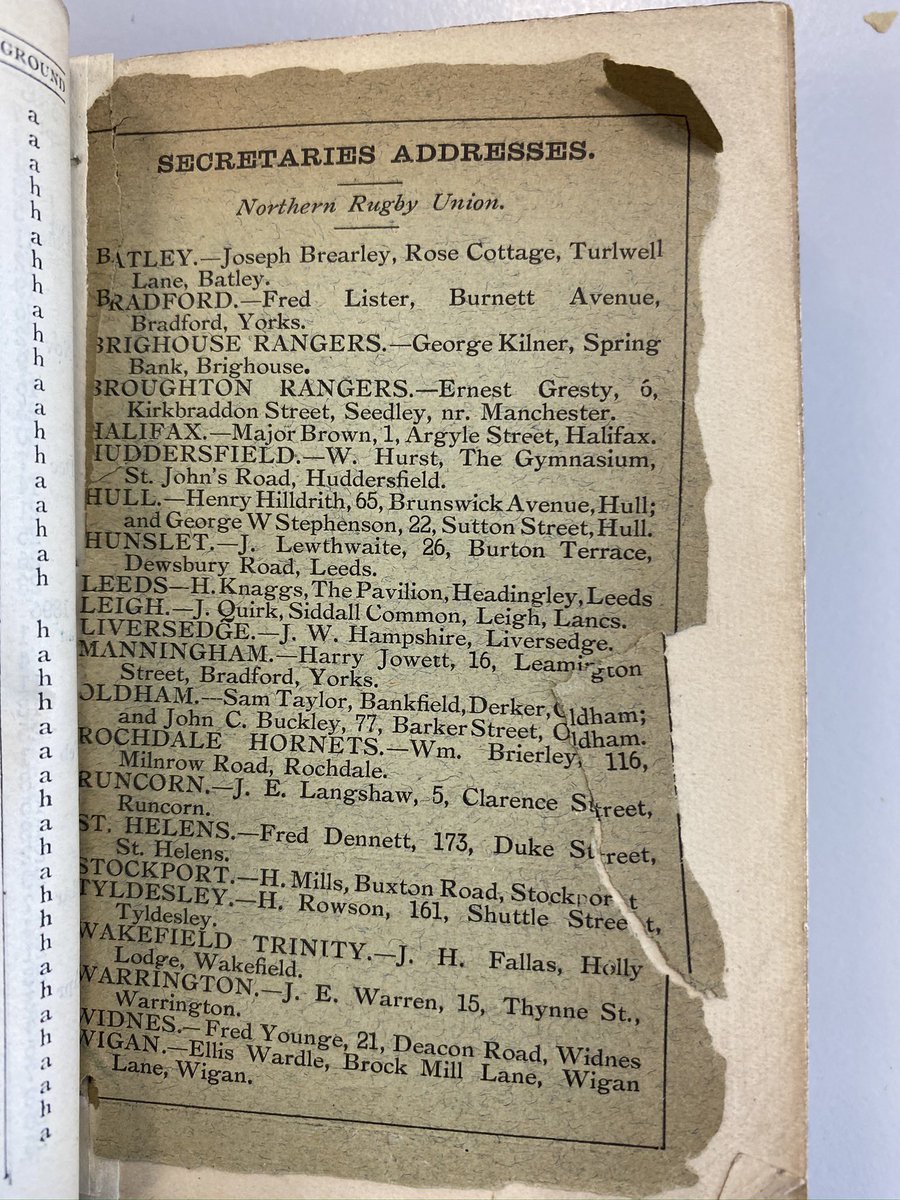 GROUND
a
a
a
h
h
a
h
h
a
h
h
a
a
h
h
a
a
h
a
h
h
a
h
h
a
a
a
h
a
h
a
h
h
h
h
a
h
a
h
a
a
h
a
SECRETARIES ADDRESSES.
Northern Rugby Union.
BATLEY.—Joseph Brearley, Rose Cottage, Turlwell
Lane, Batley.
BRADFORD.—Fred Lister, Burnett Avenue,
Bradford, Yorks.
BRIGHOUSE RANGERS.—George Kilner, Spring
Bank, Brighouse.
BROUGHTON RANGERS.—Ernest Gresty, 6,
Kirkbraddon Street, Seedley, nr. Manchester.
HALIFAX.—Major Brown, 1, Argyle Street, Halifax.
HUDDERSFIELD.—W. Hurst, The Gymnasium,
St. John's Road, Huddersfield.
HULL.—Henry Hilldrith, 65, Brunswick Avenue, Hull;
and George W Stephenson, 22, Sutton Street, Hull.
HUNSLET.—J. Lewthwaite, 26, Burton Terrace,
Dewsbury Road, Leeds.
LEEDS—H. Knaggs, The Pavilion, Headingley, Leeds
LEIGH.—J. Quirk, Siddall Common, Leigh, Lancs.
LIVERSEDGE.—J. W. Hampshire, Liversedge.
MANNINGHAM.—Harry Jowett, 16, Leamington
Street, Bradford, Yorks.
OLDHAM.—Sam Taylor, Bankfield, Derker, Oldham;
and John C. Buckley, 77, Barker Street, Oldham.
ROCHDALE HORNETS.—Wm. Brierley, 116,
Milnrow Road, Rochdale.
RUNCORN.—J. E. Langshaw, 5, Clarence Street,
Runcorn.
ST. HELENS.—Fred Dennett, 173, Duke Street,
St. Helens.
STOCKPORT.—H. Mills, Buxton Road, Stockport
TYLDESLEY.—H. Rowson, 161, Shuttle Street,
Tyldesley.
WAKEFIELD TRINITY.—J. H. Fallas, Holly
Lodge, Wakefield.
WARRINGTON.—J. E. Warren, 15, Thynne St.,
Warrington.
WIDNES.—Fred Younge, 21, Deacon Road, Widnes
WIGAN.—Ellis Wardle, Brock Mill Lane, Wigan
Lane, Wigan.